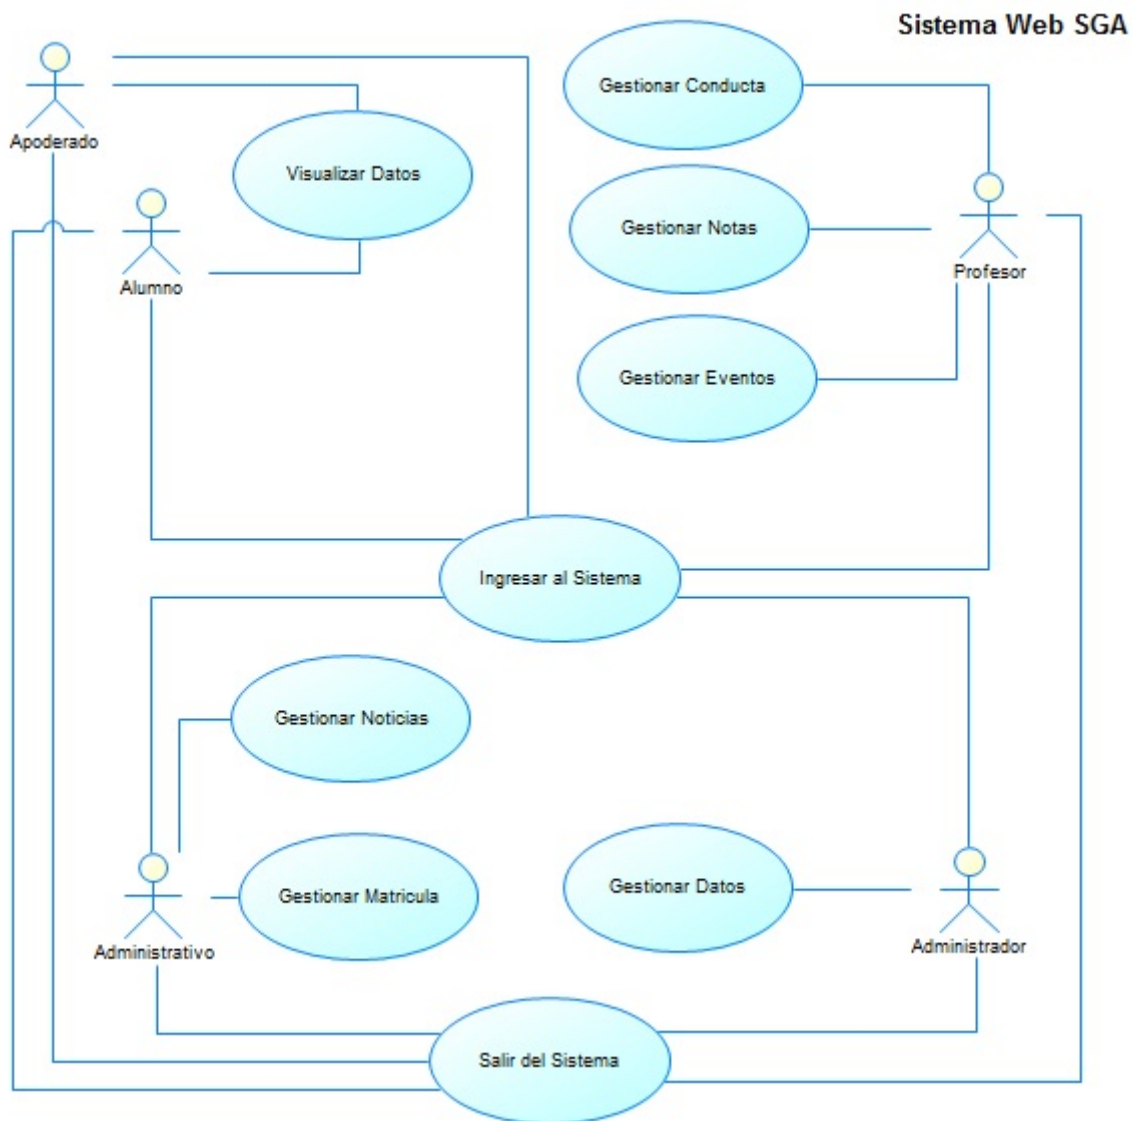 Sistema Web SGA
Gestionar Conducta
Apoderado
Visualizar Datos
Gestionar Notas
Alumno
Profesor
Gestionar Eventos
Ingresar al Sistema
Gestionar Noticias
Gestionar Datos
Gestionar Matricula
Administrativo
Administrador
Salir del Sistema